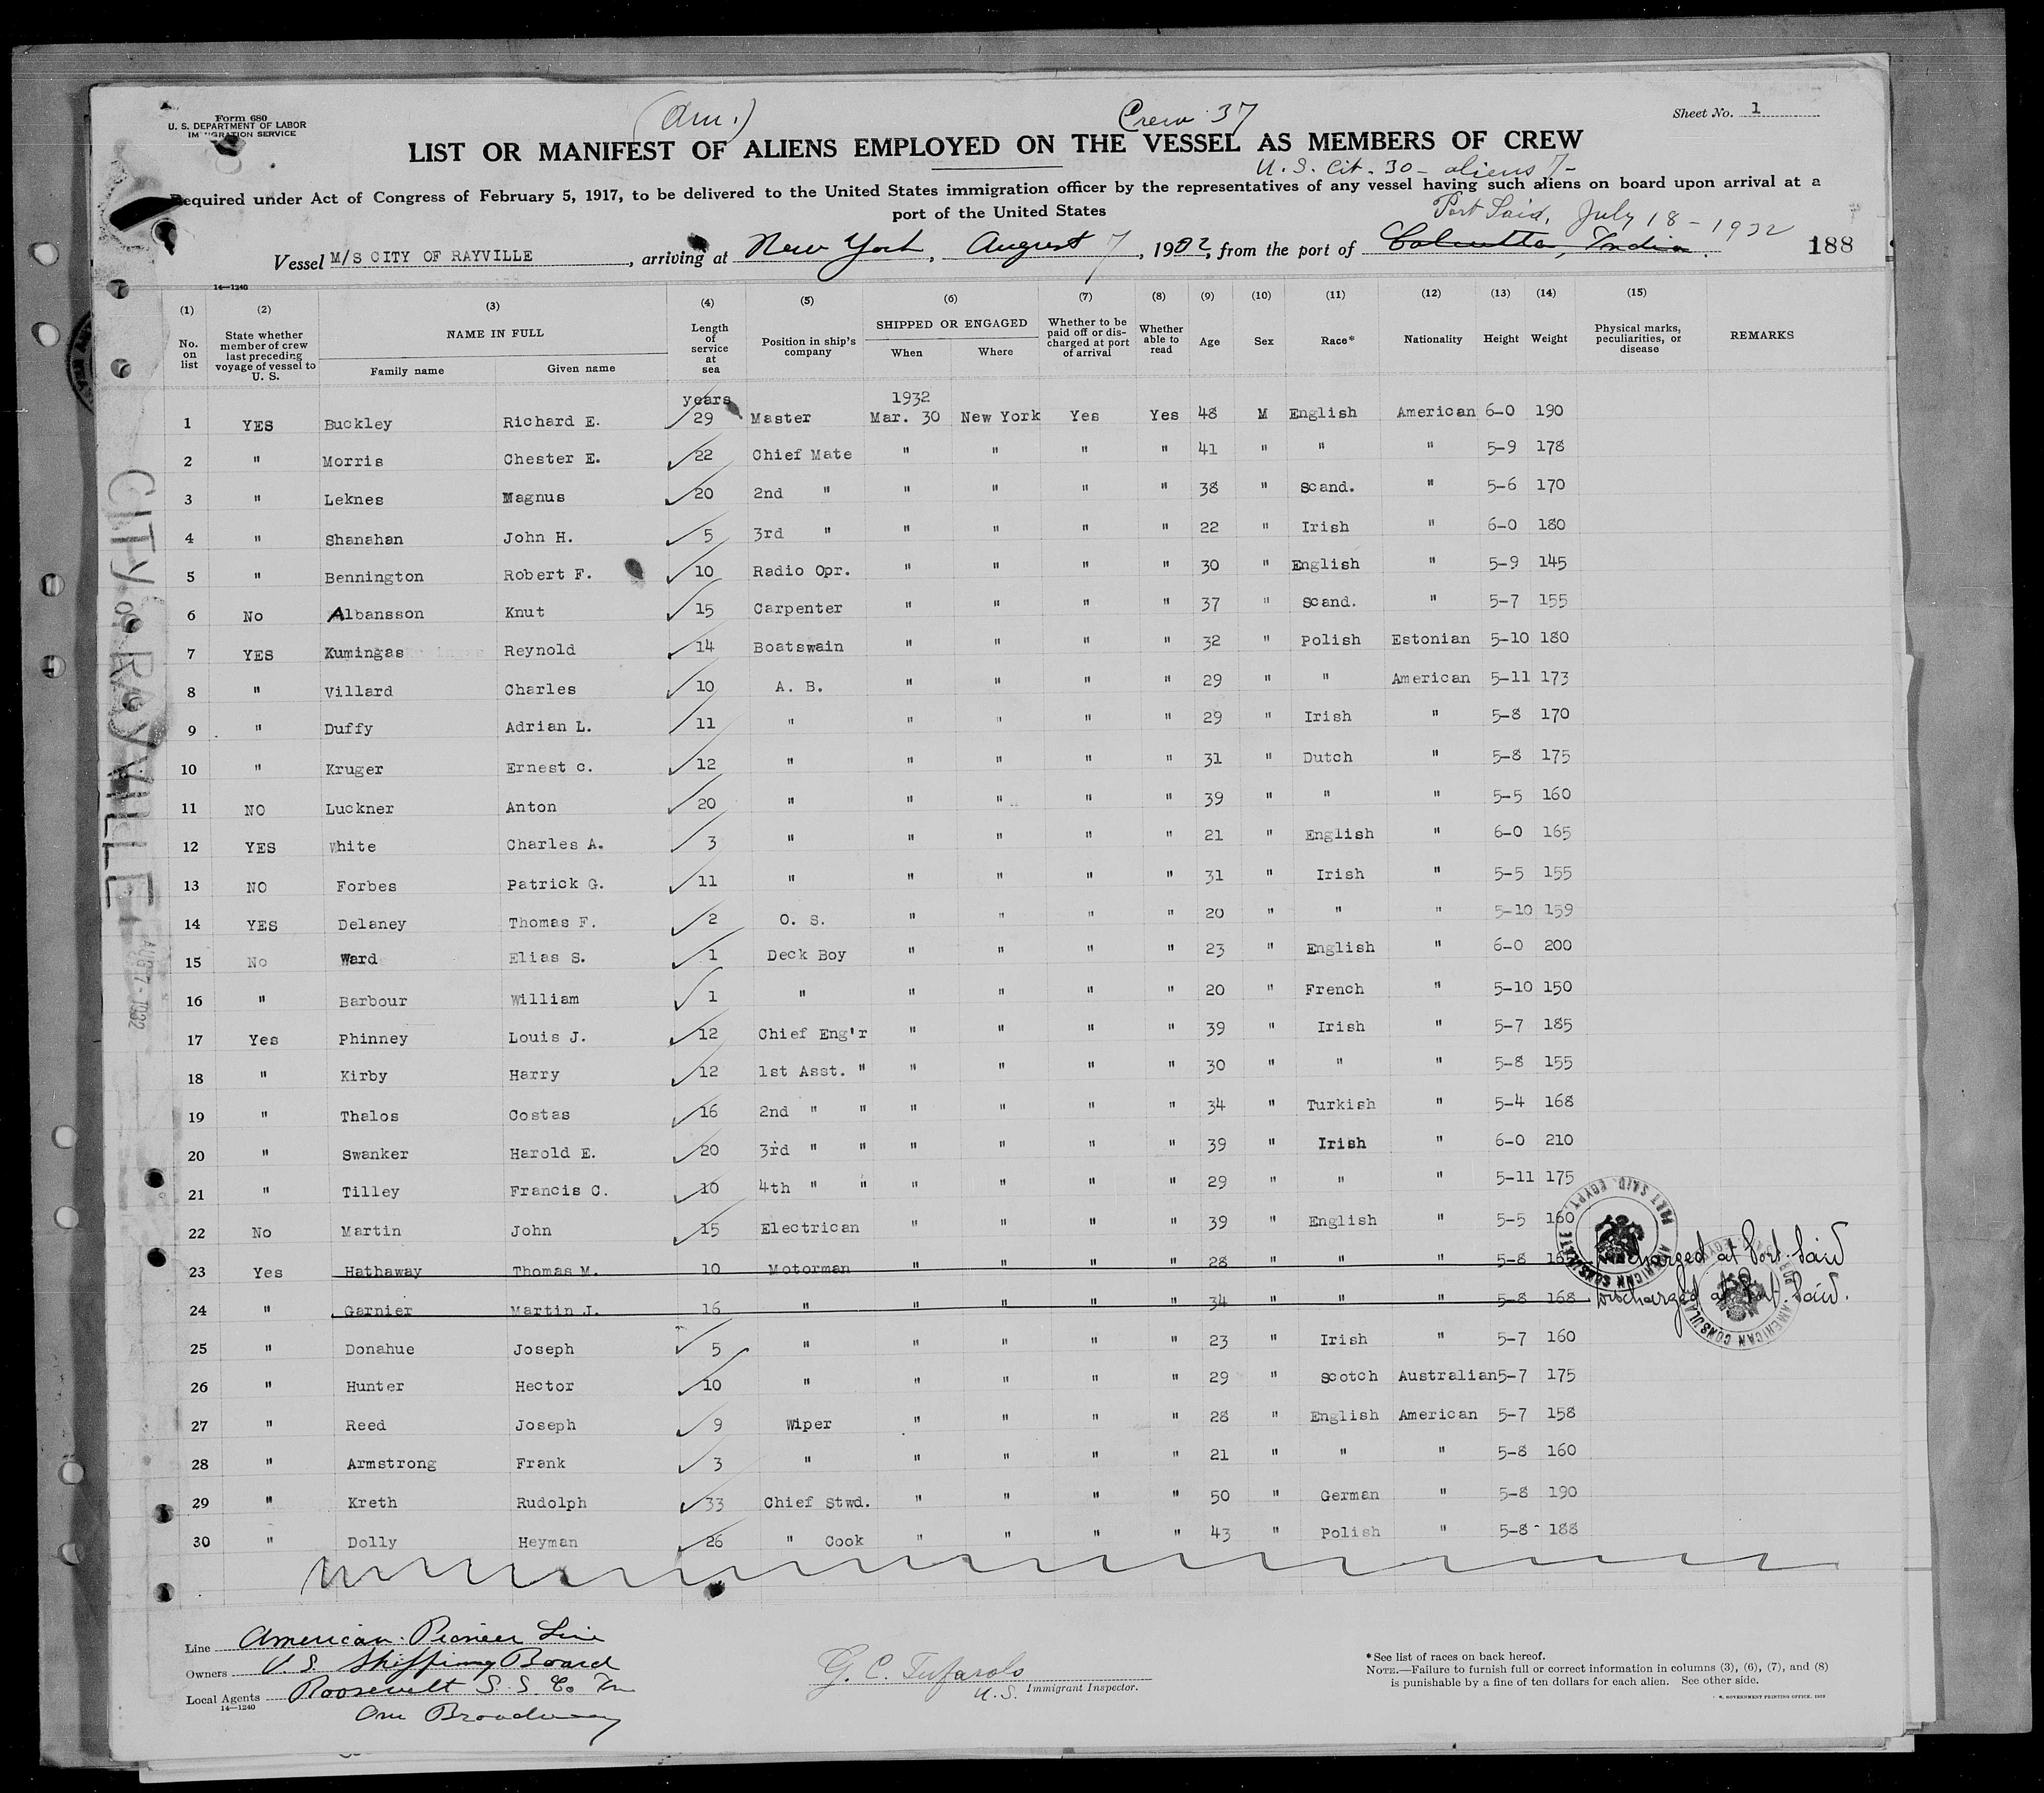 Form 680
U. S. DEPARTMENT OF LABOR
IMMIGRATION SERVICE
(Am.)
Crew 37
Sheet No. 1
LIST OR MANIFEST OF ALIENS EMPLOYED ON THE VESSEL AS MEMBERS OF CREW
U. S. Cit. 30 - aliens 7-
Required under Act of Congress of February 5, 1917, to be delivered to the United States immigration officer by the representatives of any vessel having such aliens on board upon arrival at a
port of the United States
Port Said, July 18 - 1932
Vessel M/S CITY OF RAYVILLE, arriving at New York, August 7, 1932, from the port of Calcutta, India. 188
14—1240
(1) (2) (3) (4) (5) (6) (7) (8) (9) (10) (11) (12) (13) (14) (15)
No. on list State whether member of crew last preceding voyage of vessel to U. S. NAME IN FULL Family name Given name Length of service at sea Position in ship's company SHIPPED OR ENGAGED When Where Whether to be paid off or discharged at port of arrival Whether able to read Age Sex Race* Nationality Height Weight Physical marks, peculiarities, or disease REMARKS
years 1932
1 YES Buckley Richard E. 29 Master Mar. 30 New York Yes Yes 48 M English American 6-0 190
2 " Morris Chester E. 22 Chief Mate " " " " 41 " " " 5-9 178
3 " Leknes Magnus 20 2nd " " " " " 38 " Scand. " 5-6 170
4 " Shanahan John H. 5 3rd " " " " " 22 " Irish " 6-0 180
5 " Bennington Robert F. 10 Radio Opr. " " " " 30 " English " 5-9 145
6 No Albansson Knut 15 Carpenter " " " " 37 " Scand. " 5-7 155
7 YES Kumingas Reynold 14 Boatswain " " " " 32 " Polish Estonian 5-10 180
8 " Villard Charles 10 A. B. " " " " 29 " " American 5-11 173
9 " Duffy Adrian L. 11 " " " " " 29 " Irish " 5-8 170
10 " Kruger Ernest C. 12 " " " " " 31 " Dutch " 5-8 175
11 NO Luckner Anton 20 " " " " " 39 " " " 5-5 160
12 YES White Charles A. 3 " " " " " 21 " English " 6-0 165
13 NO Forbes Patrick G. 11 " " " " " 31 " Irish " 5-5 155
14 YES Delaney Thomas F. 2 O. S. " " " " 20 " " " 5-10 159
15 No Ward Elias S. 1 Deck Boy " " " " 23 " English " 6-0 200
16 " Barbour William 1 " " " " " 20 " French " 5-10 150
17 Yes Phinney Louis J. 12 Chief Eng'r " " " " 39 " Irish " 5-7 185
18 " Kirby Harry 12 1st Asst. " " " " " 30 " " " 5-8 155
19 " Thalos Costas 16 2nd " " " " " " 34 " Turkish " 5-4 168
20 " Swanker Harold E. 20 3rd " " " " " " 39 " Irish " 6-0 210
21 " Tilley Francis C. 10 4th " " " " " " 29 " " " 5-11 175
22 No Martin John 15 Electrican " " " " 39 " English " 5-5 160
23 Yes Hathaway Thomas M. 10 Motorman " " " " 28 " " " 5-8 Discharged at Port Said
24 " Garnier Martin J. 16 " " " " " 34 " " " 5-8 168 Discharged at Port Said.
25 " Donahue Joseph 5 " " " " " 23 " Irish " 5-7 160
26 " Hunter Hector 10 " " " " " 29 " Scotch Australian 5-7 175
27 " Reed Joseph 9 Wiper " " " " 28 " English American 5-7 158
28 " Armstrong Frank 3 " " " " " 21 " " " 5-8 160
29 " Kreth Rudolph 33 Chief Stwd. " " " " 50 " German " 5-8 190
30 " Dolly Heyman 26 " Cook " " " " 43 " Polish " 5-8 188
CITY OF RAYVILLE
AUG 7 - 1932
AMERICAN CONSULATE PORT SAID, EGYPT
Line American Pioneer Line
Owners U. S. Shipping Board
Local Agents Roosevelt S. S. Co In
14—1240
One Broadway
G. C. Tufarolo
U. S. Immigrant Inspector.
*See list of races on back hereof.
NOTE.—Failure to furnish full or correct information in columns (3), (6), (7), and (8)
is punishable by a fine of ten dollars for each alien. See other side.